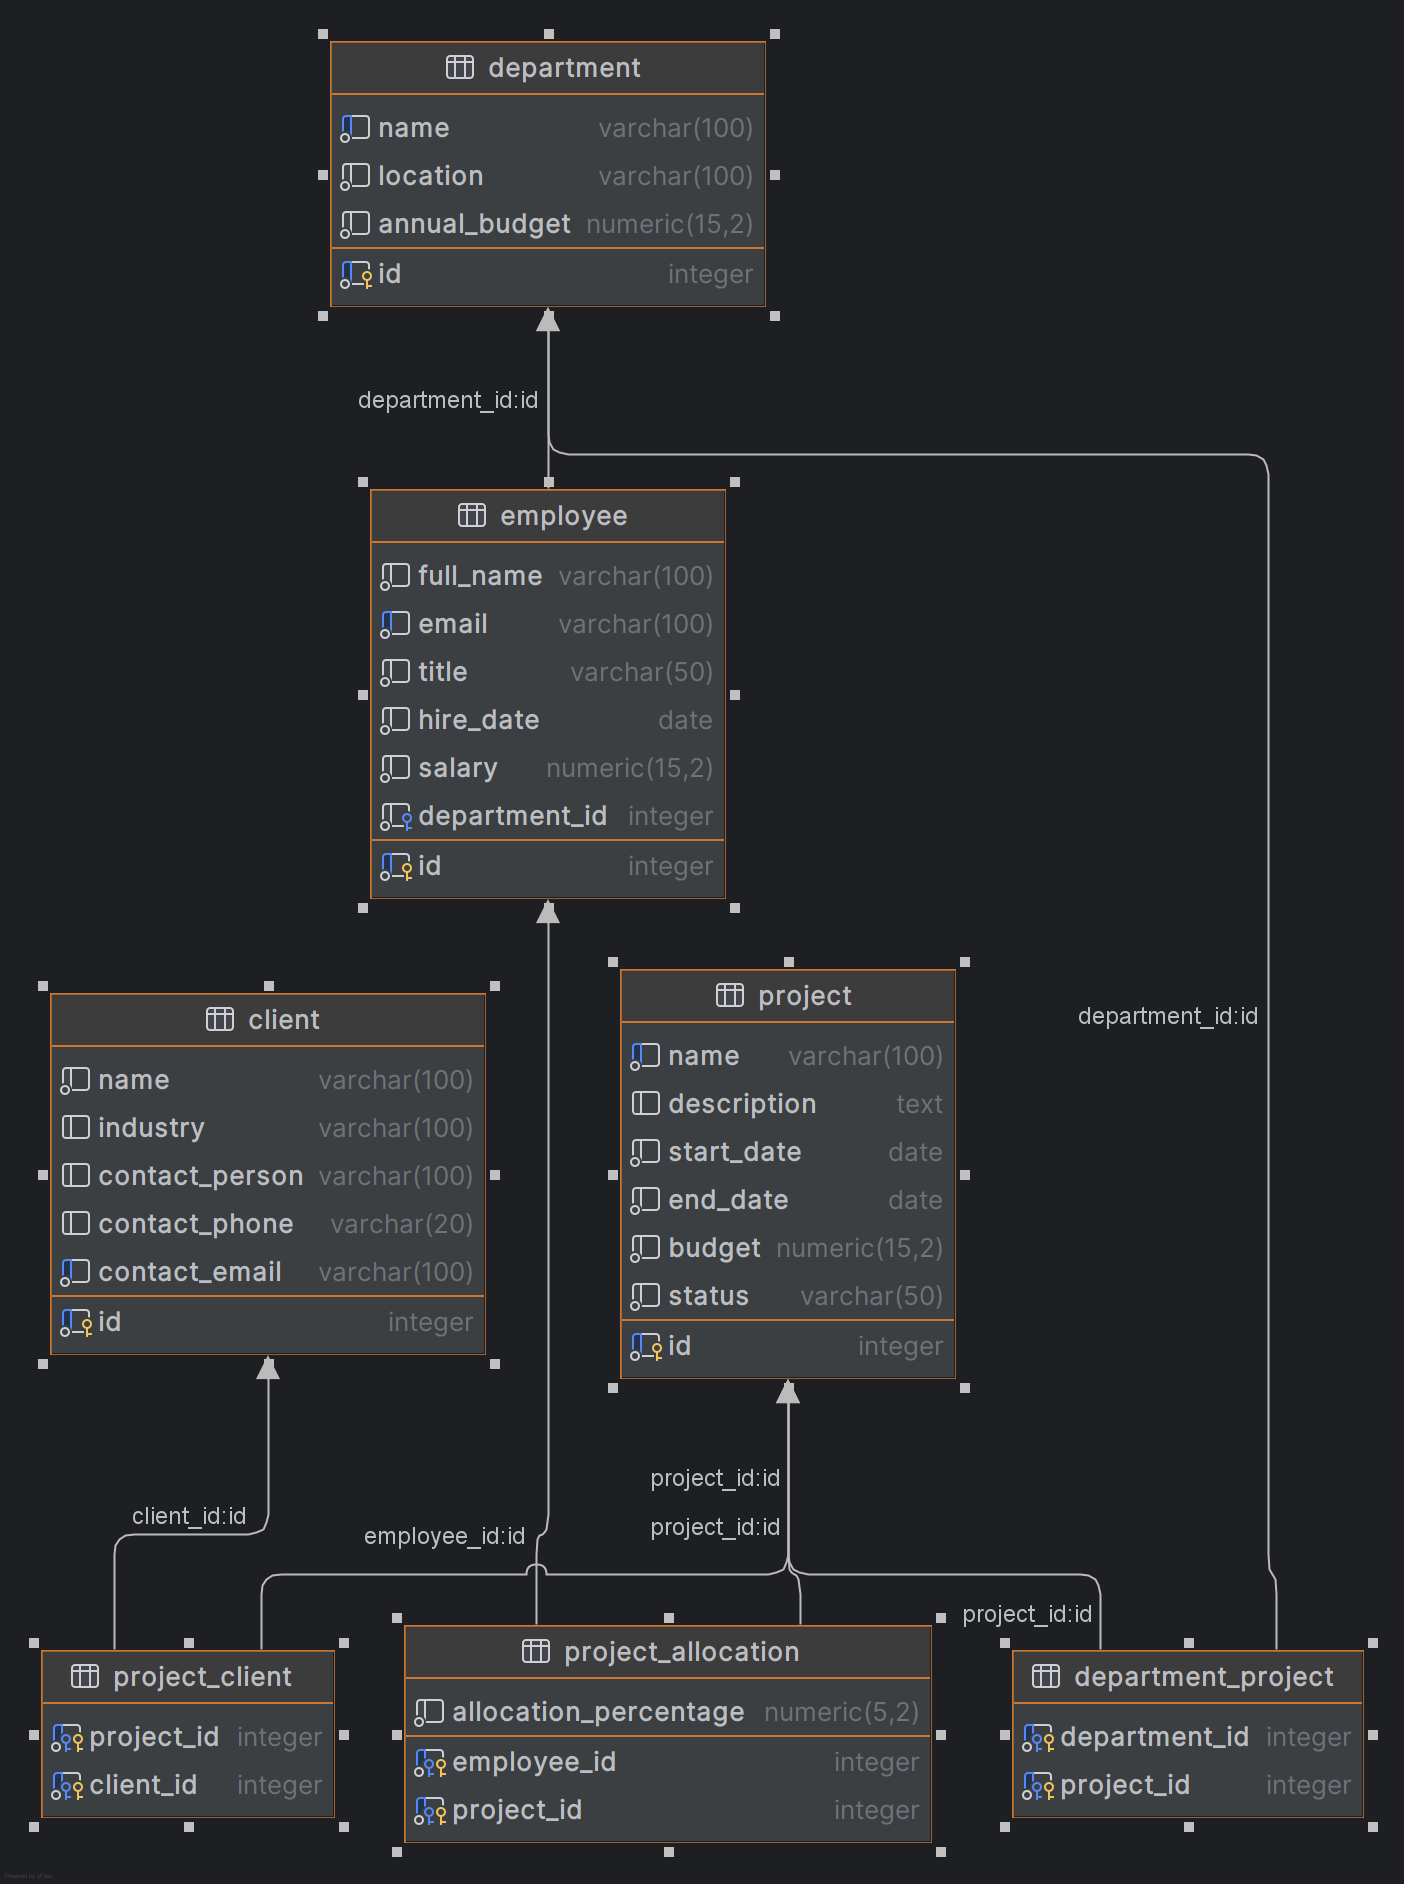 department
name varchar(100)
location varchar(100)
annual_budget numeric(15,2)
id integer
department_id:id
employee
full_name varchar(100)
email varchar(100)
title varchar(50)
hire_date date
salary numeric(15,2)
department_id integer
id integer
client
name varchar(100)
industry varchar(100)
contact_person varchar(100)
contact_phone varchar(20)
contact_email varchar(100)
id integer
project
name varchar(100)
description text
start_date date
end_date date
budget numeric(15,2)
status varchar(50)
id integer
department_id:id
client_id:id
employee_id:id
project_id:id
project_id:id
project_id:id
project_client
project_id integer
client_id integer
project_allocation
allocation_percentage numeric(5,2)
employee_id integer
project_id integer
department_project
department_id integer
project_id integer